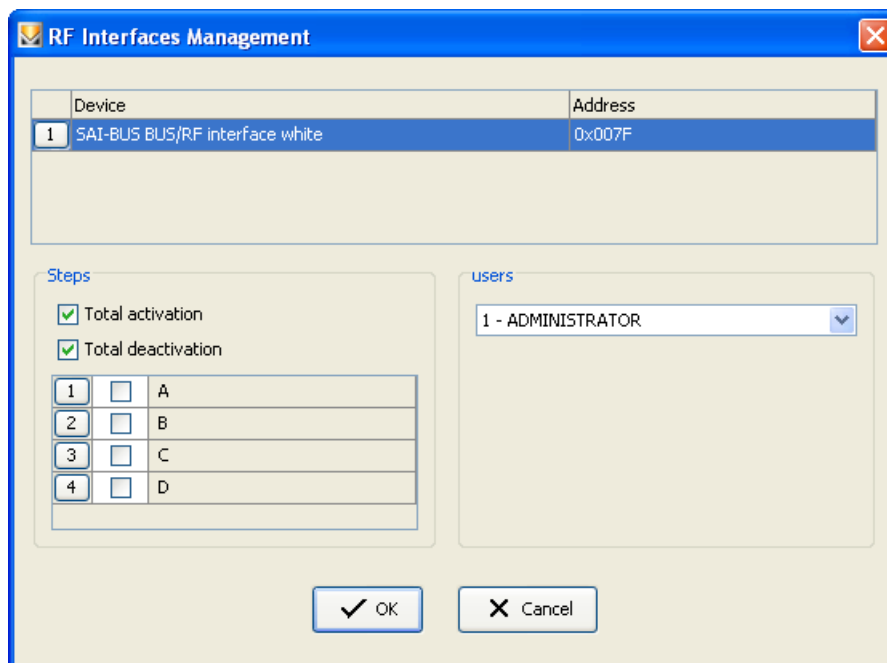 RF Interfaces Management
Device Address
1 SAI-BUS BUS/RF interface white 0x007F
Steps
Total activation
Total deactivation
1 A
2 B
3 C
4 D
users
1 - ADMINISTRATOR
OK Cancel